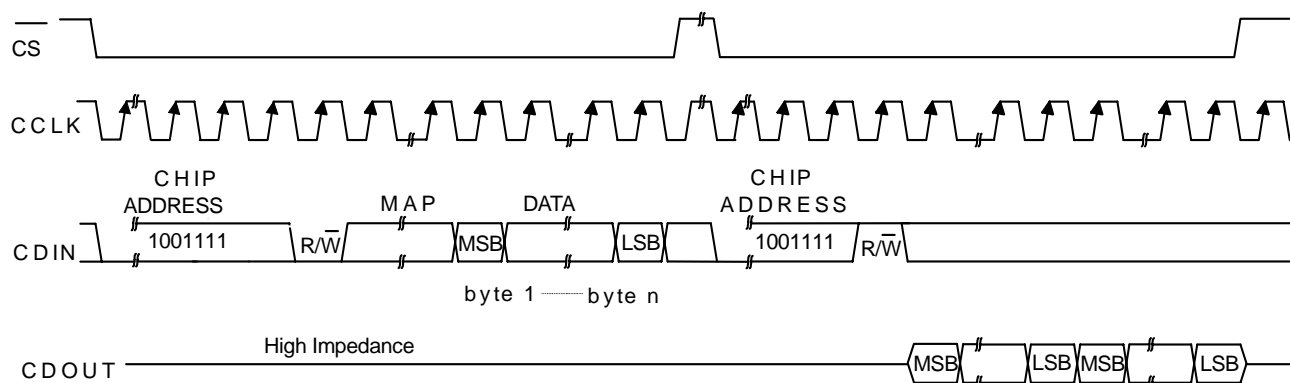 CS
CCLK
CHIP
ADDRESS
MAP
DATA
CHIP
ADDRESS
CDIN
1001111
R/W
MSB
LSB
1001111
R/W
byte 1
byte n
High Impedance
CDOUT
MSB
LSB
MSB
LSB